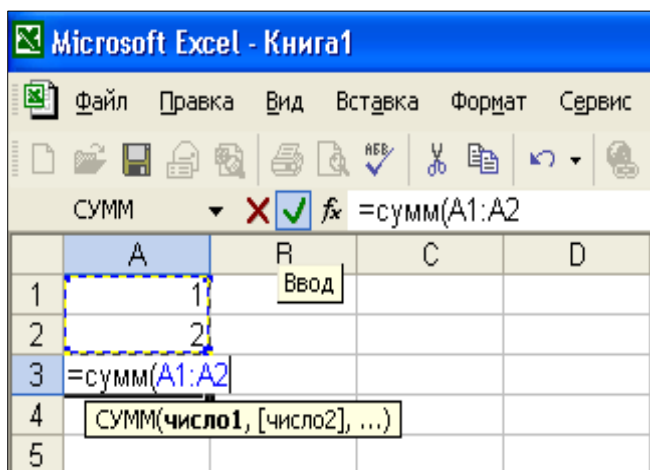 Microsoft Excel - Книга1
Файл Правка Вид Вставка Формат Сервис
СУММ fx =сумм(A1:A2
A B C D
Ввод
1 1
2 2
3 =сумм(A1:A2
СУММ(число1, [число2], ...)
4
5